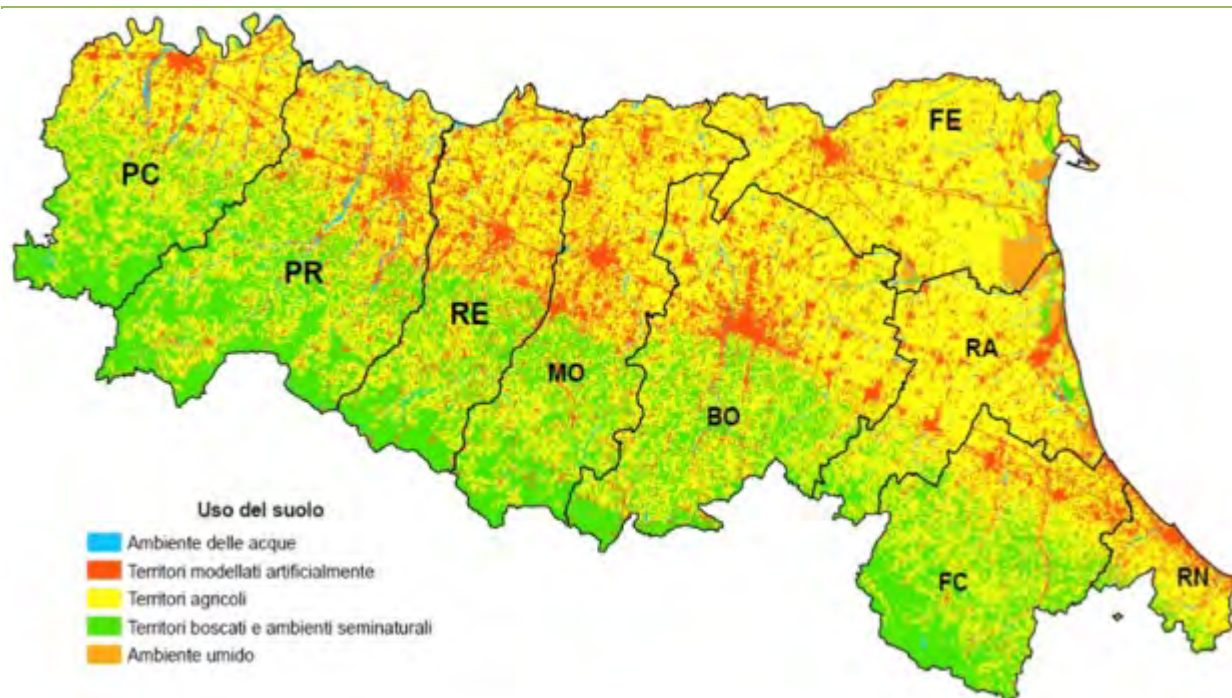 FE
PC
PR
RE
RA
MO
BO
Uso del suolo
Ambiente delle acque
Territori modellati artificialmente
Territori agricoli
Territori boscati e ambienti seminaturali
Ambiente umido
FC
RN